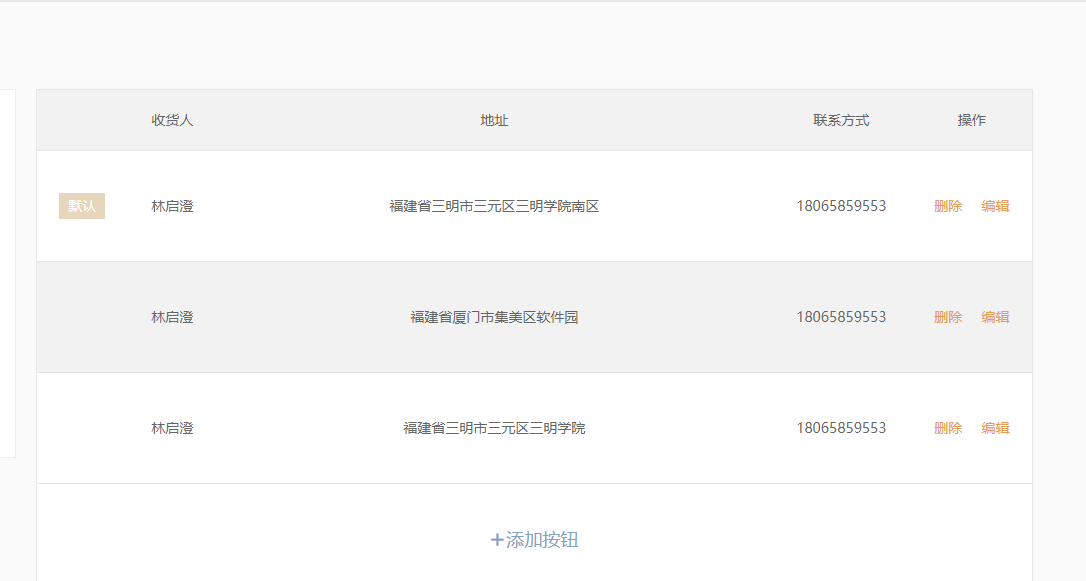 收货人 地址 联系方式 操作
默认 林启澄 福建省三明市三元区三明学院南区 18065859553 删除 编辑
林启澄 福建省厦门市集美区软件园 18065859553 删除 编辑
林启澄 福建省三明市三元区三明学院 18065859553 删除 编辑
+添加按钮